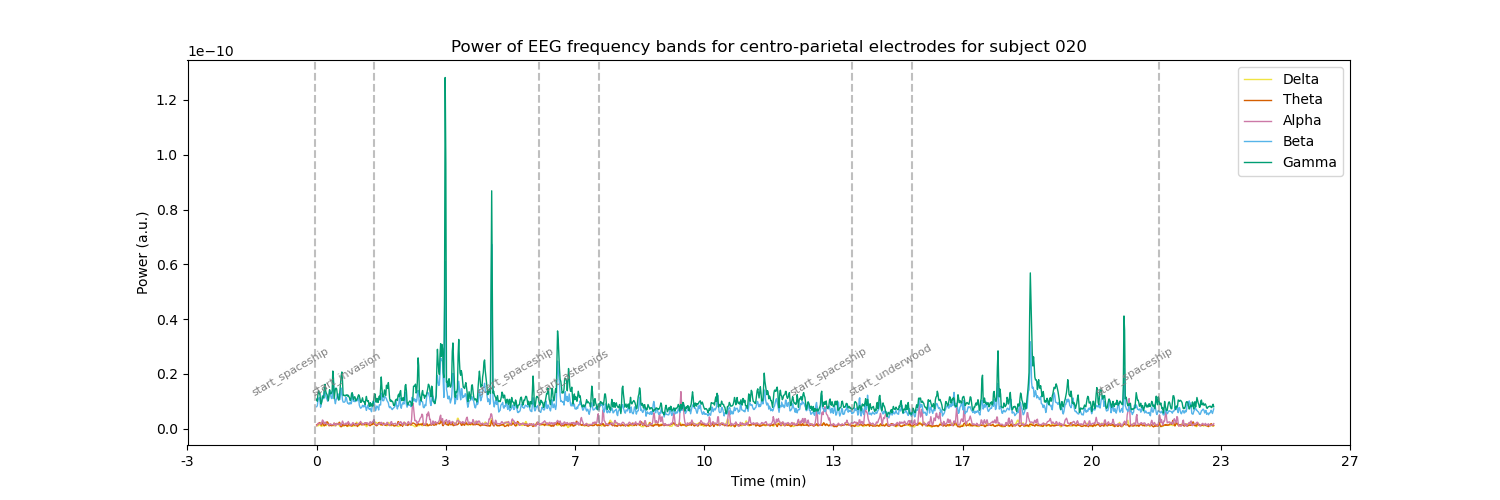 Power of EEG frequency bands for centro-parietal electrodes for subject 020
1e−10
Delta
Theta
Alpha
Beta
Gamma
1.2
1.0
0.8
0.6
0.4
0.2
0.0
Power (a.u.)
start_spaceship
start_invasion
start_spaceship
start_asteroids
start_spaceship
start_underwood
start_spaceship
-3
0
3
7
10
13
17
20
23
27
Time (min)